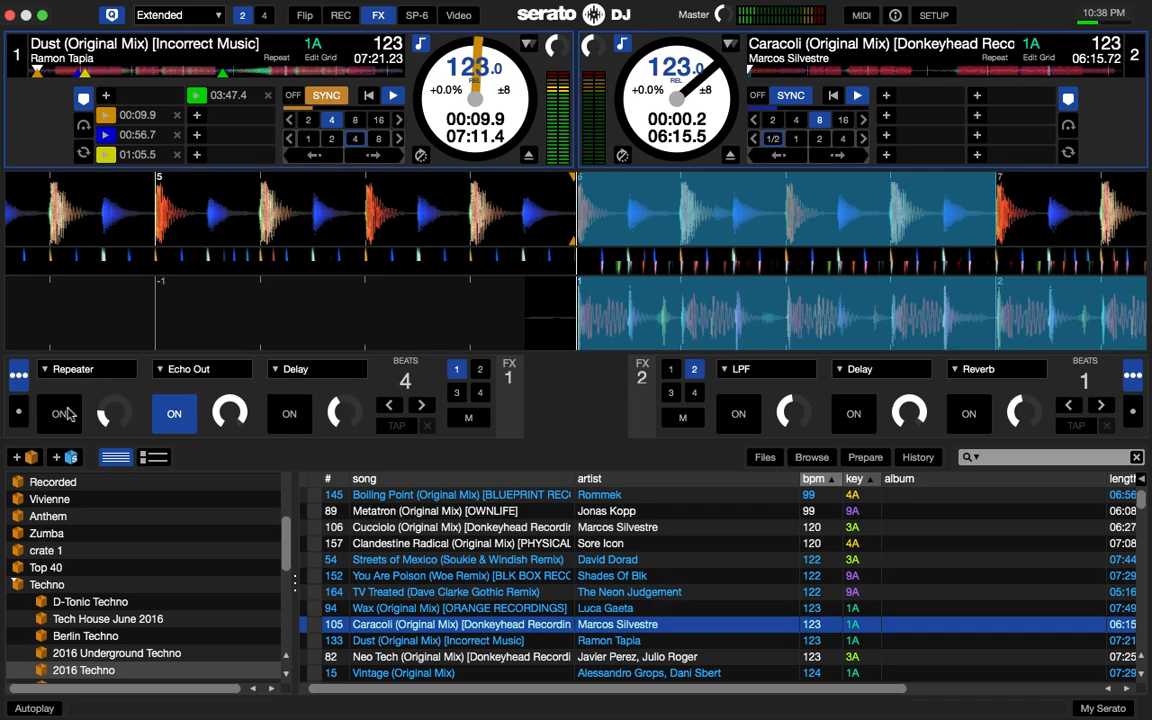 Q Extended 2 4 Flip REC FX SP-6 Video serato DJ Master MIDI SETUP 10:38 PM
1 Dust (Original Mix) [Incorrect Music] 1A 123
Ramon Tapia Repeat Edit Grid 07:21.23
123.0
REL
+0.0% ±8
00:09.9
07:11.4
+ 03:47.4 × OFF SYNC
00:09.9 × + 2 4 8 16
00:56.7 × + 1 2 4 8
01:05.5 × +
Caracoli (Original Mix) [Donkeyhead Reco 1A 123 2
Marcos Silvestre Repeat Edit Grid 06:15.72
123.0
REL
+0.0% ±8
00:00.2
06:15.5
OFF SYNC + +
2 4 8 16 + +
1/2 1 2 4 + +
+ +
5 6 7
-1 1 2
Repeater Echo Out Delay BEATS 4 1 2 3 4 M FX 1
ON ON ON TAP ×
FX 2 1 2 3 4 M LPF Delay Reverb BEATS 1
ON ON ON TAP ×
+ + Files Browse Prepare History
Recorded
Vivienne
Anthem
Zumba
crate 1
Top 40
Techno
D-Tonic Techno
Tech House June 2016
Berlin Techno
2016 Underground Techno
2016 Techno
# song artist bpm key album length
145 Boiling Point (Original Mix) [BLUEPRINT REC Rommek 99 4A 06:56
89 Metatron (Original Mix) [OWNLIFE] Jonas Kopp 99 9A 06:08
106 Cucciolo (Original Mix) [Donkeyhead Recordin Marcos Silvestre 120 3A 06:27
157 Clandestine Radical (Original Mix) [PHYSICAL Sore Icon 120 4A 07:08
54 Streets of Mexico (Soukie & Windish Remix) David Dorad 122 3A 07:44
152 You Are Poison (Woe Remix) [BLK BOX RECC Shades Of Blk 122 9A 07:29
164 TV Treated (Dave Clarke Gothic Remix) The Neon Judgement 122 9A 05:16
94 Wax (Original Mix) [ORANGE RECORDINGS] Luca Gaeta 123 1A 07:49
105 Caracoli (Original Mix) [Donkeyhead Recordin Marcos Silvestre 123 1A 06:15
133 Dust (Original Mix) [Incorrect Music] Ramon Tapia 123 1A 07:21
82 Neo Tech (Original Mix) [Donkeyhead Recordi Javier Perez, Julio Roger 123 3A 07:25
15 Vintage (Original Mix) Alessandro Grops, Dani Sbert 124 1A 07:29
Autoplay My Serato